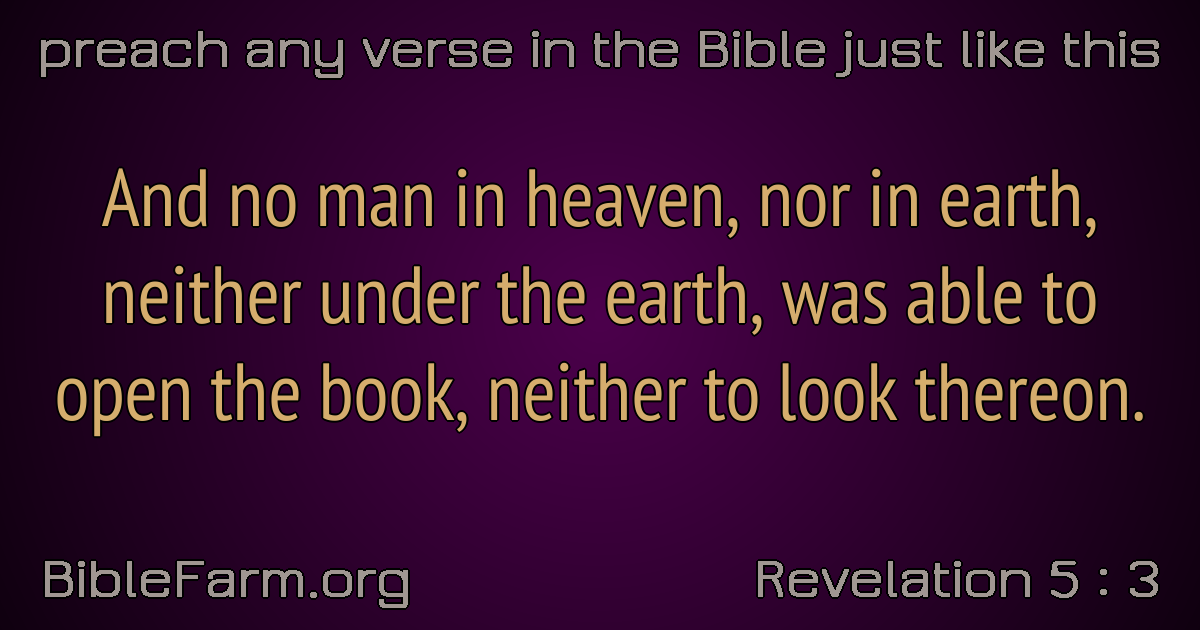 preach any verse in the Bible just like this
And no man in heaven, nor in earth,
neither under the earth, was able to
open the book, neither to look thereon.
BibleFarm.org
Revelation 5 : 3